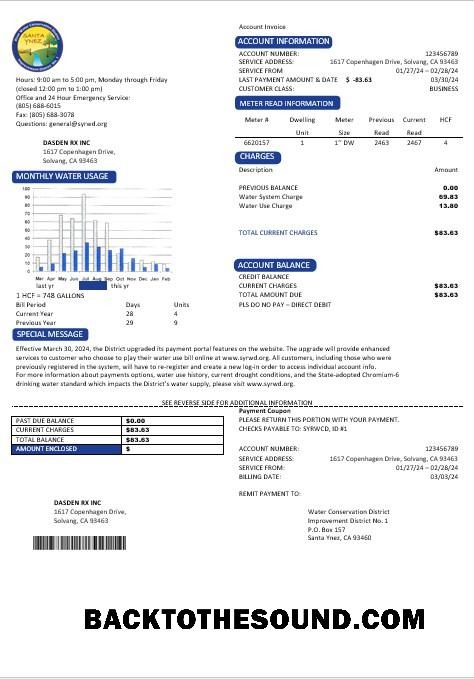 SANTA
YNEZ
Hours: 9:00 am to 5:00 pm, Monday through Friday
(closed 12:00 pm to 1:00 pm)
Office and 24 Hour Emergency Service:
(805) 688-6015
Fax: (805) 688-3078
Questions: general@syrwd.org
DASDEN RX INC
1617 Copenhagen Drive,
Solvang, CA 93463
Account Invoice
ACCOUNT INFORMATION
ACCOUNT NUMBER: 123456789
SERVICE ADDRESS: 1617 Copenhagen Drive, Solvang, CA 93463
SERVICE FROM 01/27/24 – 02/28/24
LAST PAYMENT AMOUNT & DATE $ -83.63 03/30/24
CUSTOMER CLASS: BUSINESS
METER READ INFORMATION
Meter # Dwelling Meter Previous Current HCF
Unit Size Read Read
6620157 1 1" DW 2463 2467 4
CHARGES
Description Amount
PREVIOUS BALANCE 0.00
Water System Charge 69.83
Water Use Charge 13.80
TOTAL CURRENT CHARGES $83.63
MONTHLY WATER USAGE
100
90
80
70
60
50
40
30
20
10
0
Mar Apr May Jun Jul Aug Sep Oct Nov Dec Jan Feb
last yr this yr
1 HCF = 748 GALLONS
Bill Period Days Units
Current Year 28 4
Previous Year 29 9
ACCOUNT BALANCE
CREDIT BALANCE
CURRENT CHARGES $83.63
TOTAL AMOUNT DUE $83.63
PLS DO NO PAY – DIRECT DEBIT
SPECIAL MESSAGE
Effective March 30, 2024, the District upgraded its payment portal features on the website. The upgrade will provide enhanced
services to customer who choose to play their water use bill online at www.syrwd.org. All customers, including those who were
previously registered in the system, will have to re-register and create a new log-in order to access individual account info.
For more information about payments options, water use history, current drought conditions, and the State-adopted Chromium-6
drinking water standard which impacts the District's water supply, please visit www.syrwd.org.
SEE REVERSE SIDE FOR ADDITIONAL INFORMATION
PAST DUE BALANCE $0.00
CURRENT CHARGES $83.63
TOTAL BALANCE $83.63
AMOUNT ENCLOSED $
Payment Coupon
PLEASE RETURN THIS PORTION WITH YOUR PAYMENT.
CHECKS PAYABLE TO: SYRWCD, ID #1
ACCOUNT NUMBER: 123456789
SERVICE ADDRESS: 1617 Copenhagen Drive, Solvang, CA 93463
SERVICE FROM: 01/27/24 – 02/28/24
BILLING DATE: 03/03/24
REMIT PAYMENT TO:
DASDEN RX INC
1617 Copenhagen Drive,
Solvang, CA 93463
Water Conservation District
Improvement District No. 1
P.O. Box 157
Santa Ynez, CA 93460
BACKTOTHESOUND.COM